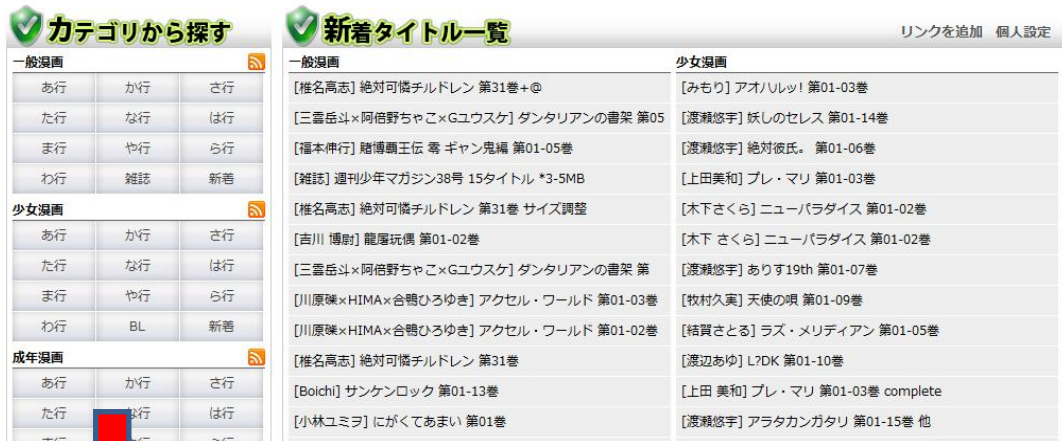 カテゴリから探す
一般漫画
あ行 か行 さ行
た行 な行 は行
ま行 や行 ら行
わ行 雑誌 新着
少女漫画
あ行 か行 さ行
た行 な行 は行
ま行 や行 ら行
わ行 BL 新着
成年漫画
あ行 か行 さ行
た行 な行 は行
新着タイトル一覧
リンクを追加 個人設定
一般漫画
[椎名高志] 絶対可憐チルドレン 第31巻+@
[三雲岳斗×阿倍野ちゃこ×Gユウスケ] ダンタリアンの書架 第05
[福本伸行] 賭博覇王伝 零 ギャン鬼編 第01-05巻
[雑誌] 週刊少年マガジン38号 15タイトル *3-5MB
[椎名高志] 絶対可憐チルドレン 第31巻 サイズ調整
[吉川 博尉] 龍屠玩偶 第01-02巻
[三雲岳斗×阿倍野ちゃこ×Gユウスケ] ダンタリアンの書架 第
[川原礫×HIMA×合鴨ひろゆき] アクセル・ワールド 第01-03巻
[川原礫×HIMA×合鴨ひろゆき] アクセル・ワールド 第01-02巻
[椎名高志] 絶対可憐チルドレン 第31巻
[Boichi] サンケンロック 第01-13巻
[小林ユミヲ] にがくてあまい 第01巻
少女漫画
[みもり] アオハルッ! 第01-03巻
[渡瀬悠宇] 妖しのセレス 第01-14巻
[渡瀬悠宇] 絶対彼氏。 第01-06巻
[上田美和] プレ・マリ 第01-03巻
[木下さくら] ニューパラダイス 第01-02巻
[木下 さくら] ニューパラダイス 第01-02巻
[渡瀬悠宇] ありす19th 第01-07巻
[牧村久実] 天使の唄 第01-09巻
[結賀さとる] ラズ・メリディアン 第01-05巻
[渡辺あゆ] L?DK 第01-10巻
[上田 美和] プレ・マリ 第01-03巻 complete
[渡瀬悠宇] アラタカンガタリ 第01-15巻 他